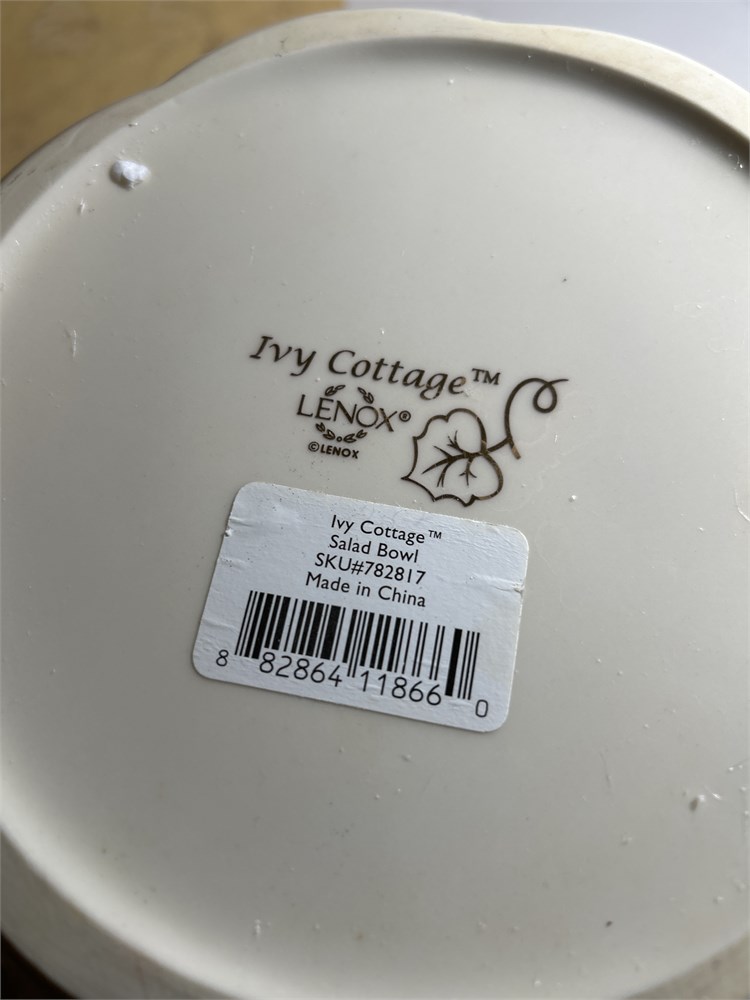 Ivy Cottage™
LENOX®
©LENOX
Ivy Cottage™
Salad Bowl
SKU#782817
Made in China
8 82864 11866 0